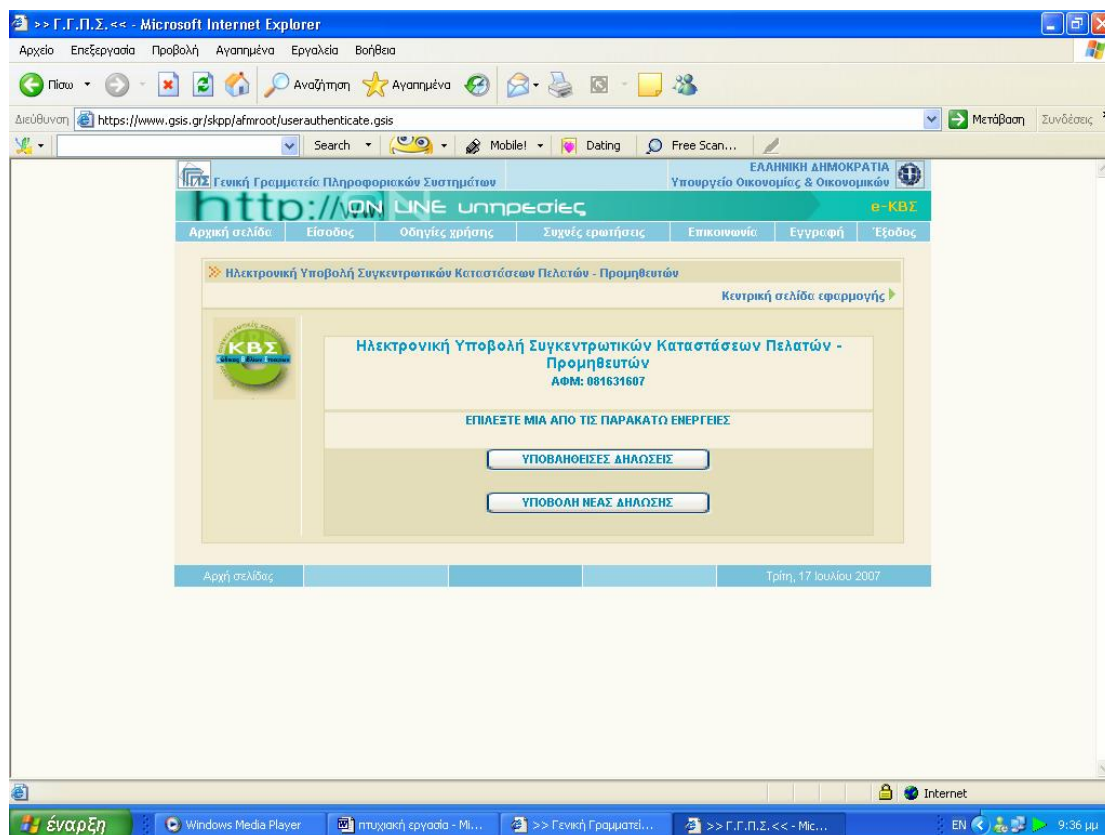 >> Γ.Γ.Π.Σ. << - Microsoft Internet Explorer
Αρχείο Επεξεργασία Προβολή Αγαπημένα Εργαλεία Βοήθεια
Πίσω Αναζήτηση Αγαπημένα
Διεύθυνση https://www.gsis.gr/skpp/afmroot/userauthenticate.gsis Μετάβαση Συνδέσεις
Search Mobile! Dating Free Scan...
ΕΛΛΗΝΙΚΗ ΔΗΜΟΚΡΑΤΙΑ
Γενική Γραμματεία Πληροφοριακών Συστημάτων Υπουργείο Οικονομίας & Οικονομικών
http://www ON LINE υπηρεσίες e-ΚΒΣ
Αρχική σελίδα Είσοδος Οδηγίες χρήσης Συχνές ερωτήσεις Επικοινωνία Εγγραφή Έξοδος
Ηλεκτρονική Υποβολή Συγκεντρωτικών Καταστάσεων Πελατών - Προμηθευτών
Κεντρική σελίδα εφαρμογής
ΚΒΣ
Ηλεκτρονική Υποβολή Συγκεντρωτικών Καταστάσεων Πελατών -
Προμηθευτών
ΑΦΜ: 081631607
ΕΠΙΛΕΞΤΕ ΜΙΑ ΑΠΟ ΤΙΣ ΠΑΡΑΚΑΤΩ ΕΝΕΡΓΕΙΕΣ
ΥΠΟΒΛΗΘΕΙΣΕΣ ΔΗΛΩΣΕΙΣ
ΥΠΟΒΟΛΗ ΝΕΑΣ ΔΗΛΩΣΗΣ
Αρχή σελίδας Τρίτη, 17 Ιουλίου 2007
Internet
έναρξη Windows Media Player πτυχιακή εργασία - Mi... >> Γενική Γραμματεί... >> Γ.Γ.Π.Σ. << - Mic... EN 9:36 μμ